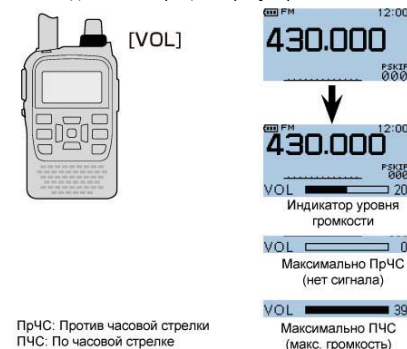 [VOL]
FM 12:00
430.000
PSKIP
000
FM 12:00
430.000
PSKIP
000
VOL 20
Индикатор уровня
громкости
VOL 0
Максимально ПрЧС
(нет сигнала)
VOL 39
Максимально ПЧС
(макс. громкость)
ПрЧС: Против часовой стрелки
ПЧС: По часовой стрелке